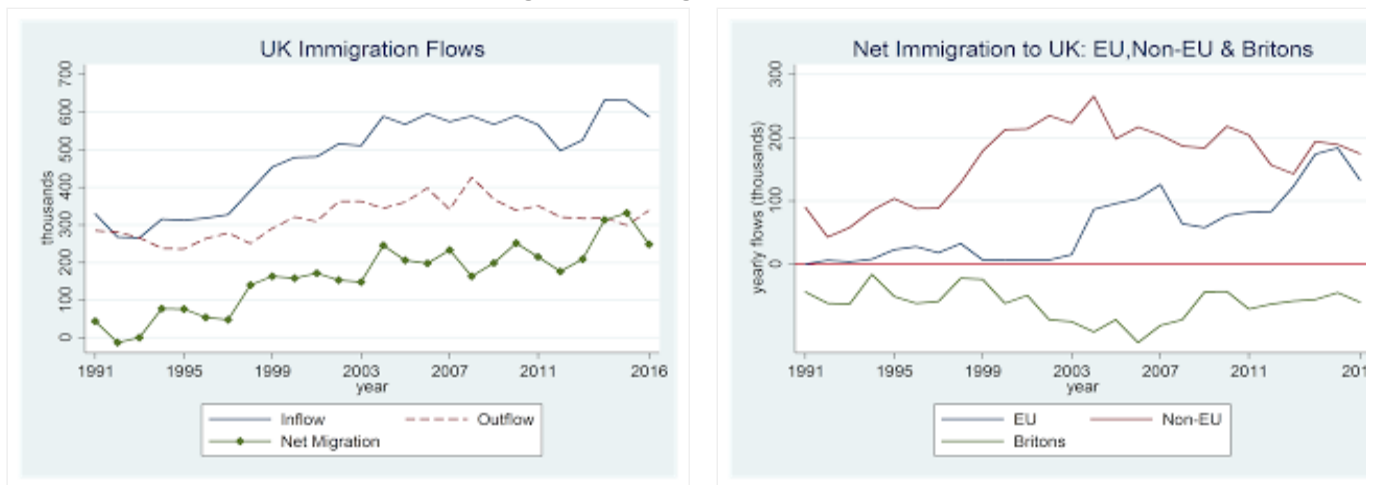 UK Immigration Flows
700
600
500
400
300
200
100
0
thousands
1991 1995 1999 2003 2007 2011 2016
year
Inflow Outflow
Net Migration
Net Immigration to UK: EU,Non-EU & Britons
300
200
100
0
yearly flows (thousands)
1991 1995 1999 2003 2007 2011 201
year
EU Non-EU
Britons